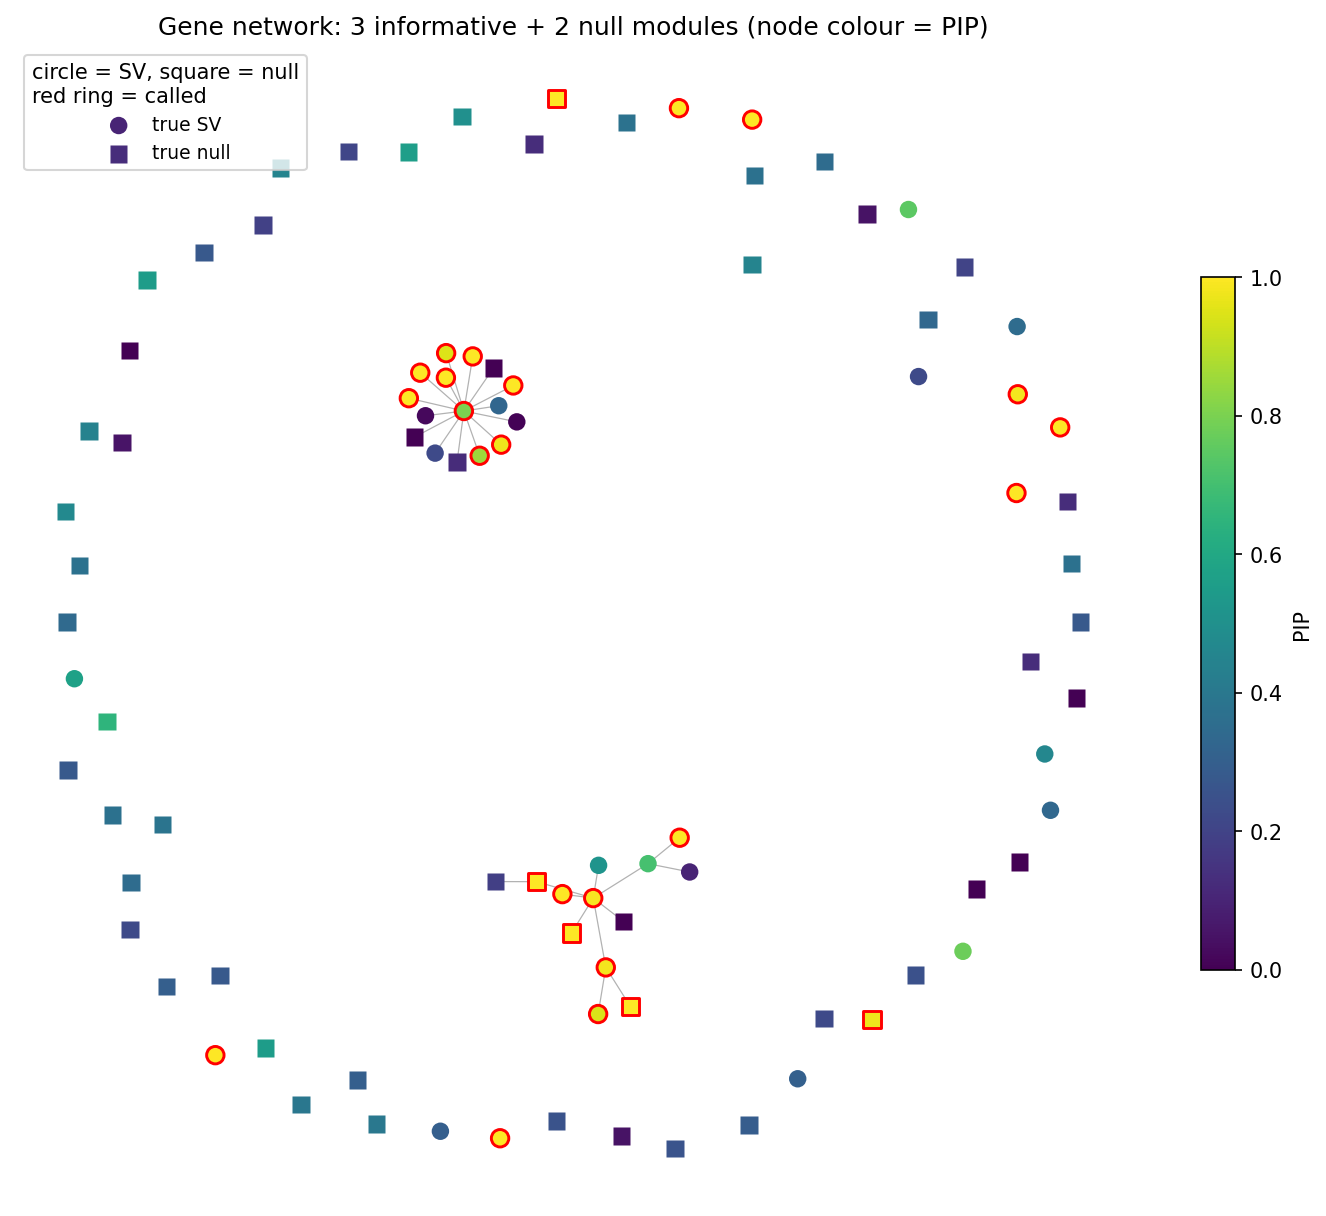 Gene network: 3 informative + 2 null modules (node colour = PIP)
circle = SV, square = null
red ring = called
true SV
true null
1.0
0.8
0.6
0.4
0.2
0.0
PIP